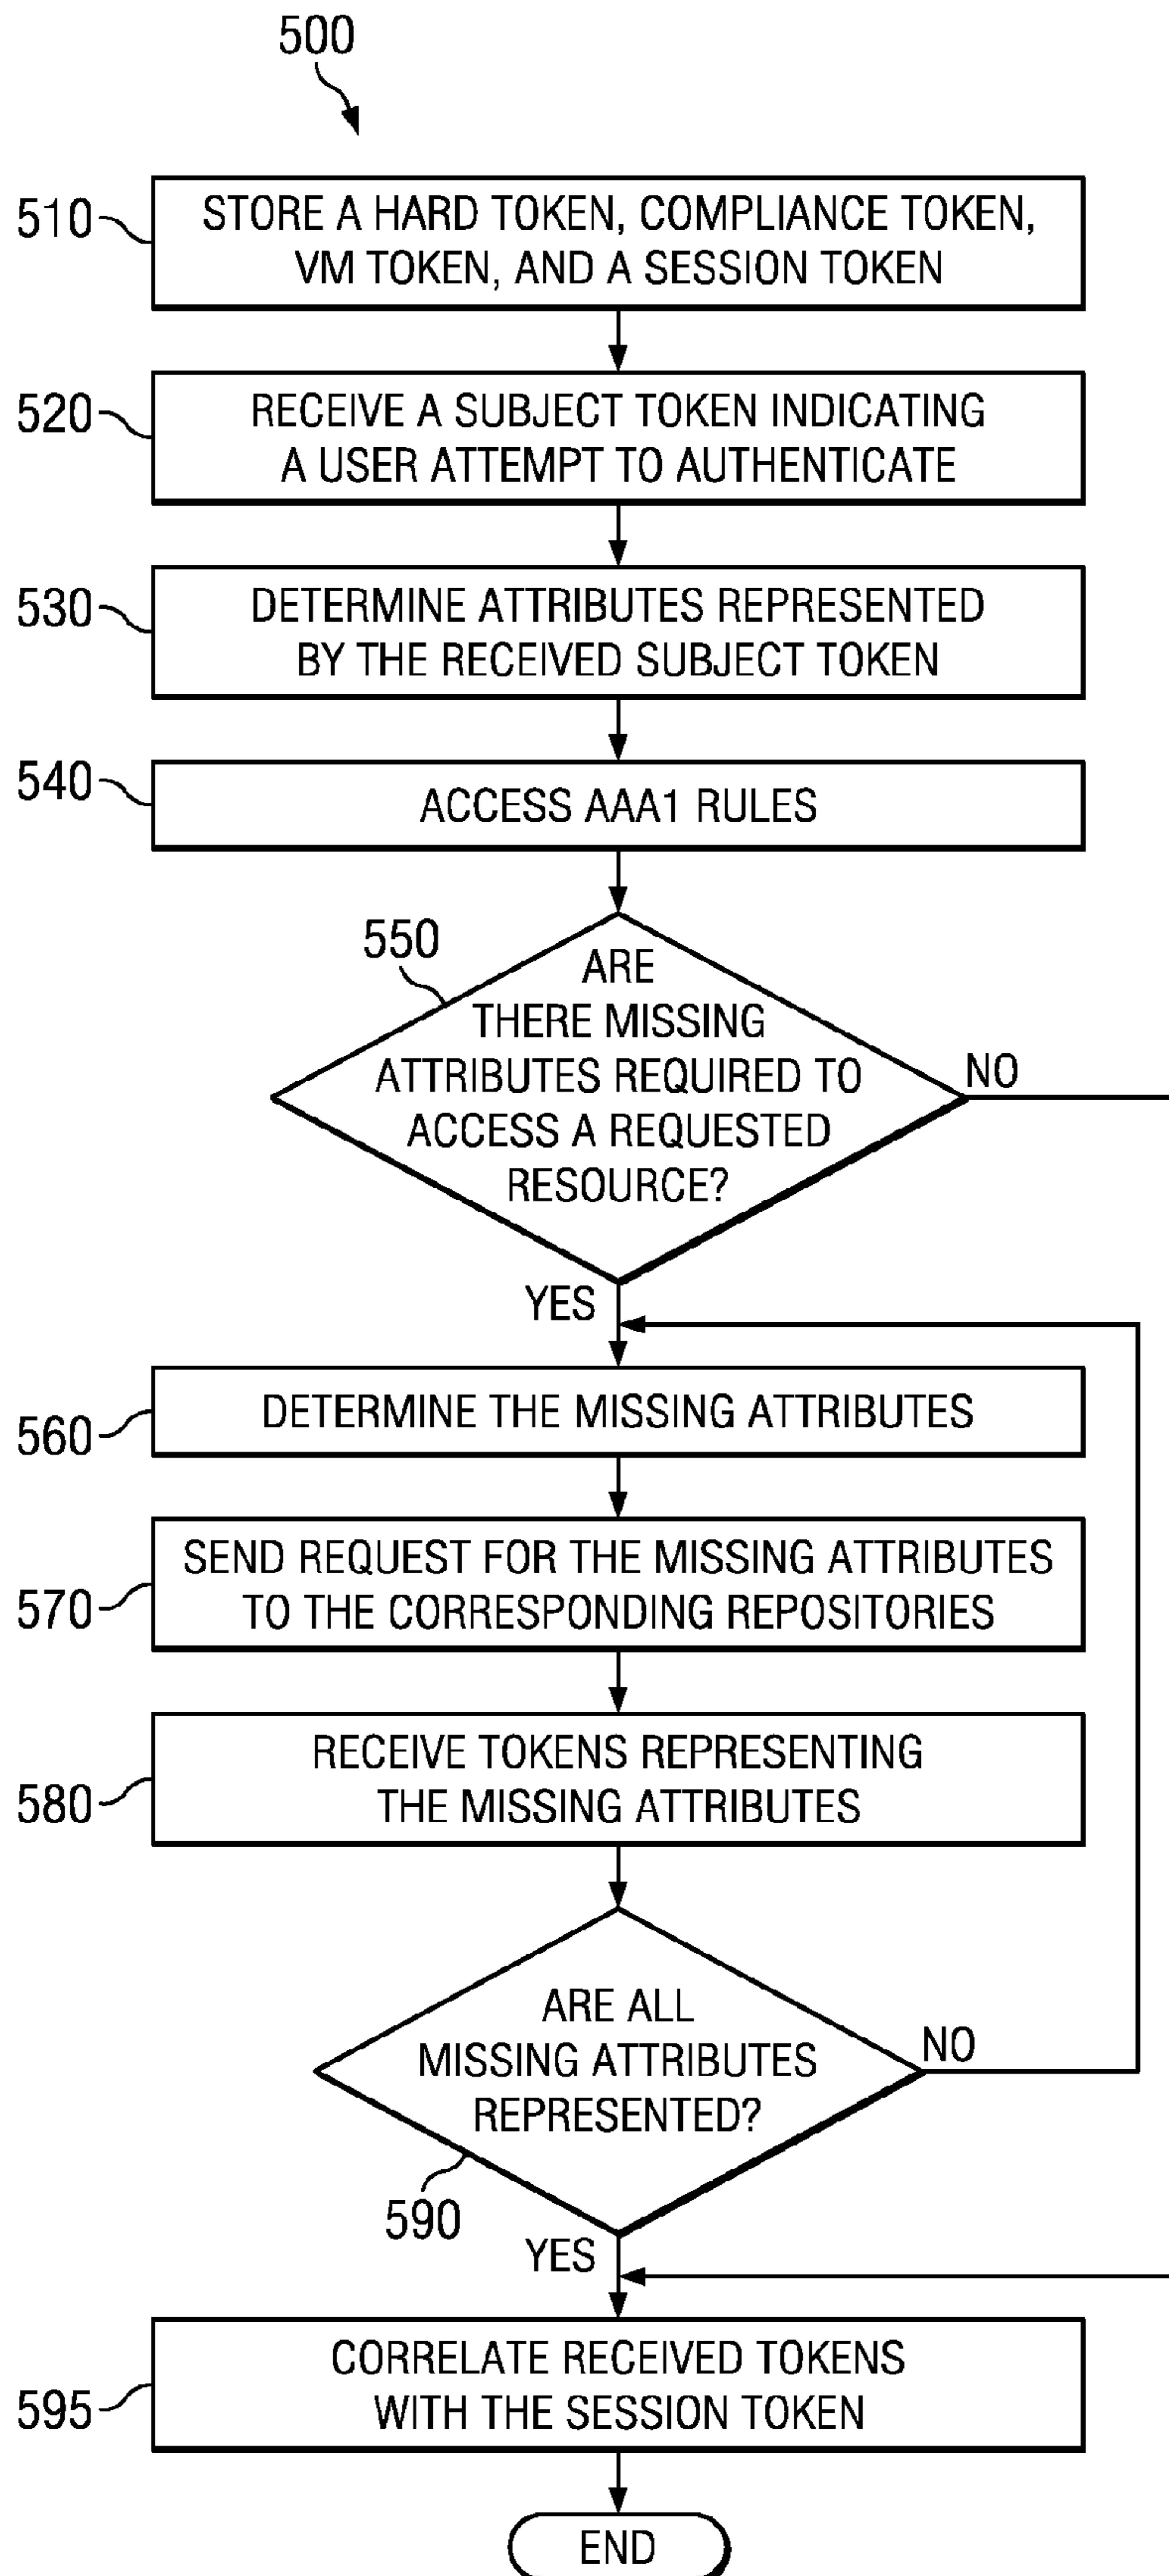 500
510
STORE A HARD TOKEN, COMPLIANCE TOKEN,
VM TOKEN, AND A SESSION TOKEN
520
RECEIVE A SUBJECT TOKEN INDICATING
A USER ATTEMPT TO AUTHENTICATE
530
DETERMINE ATTRIBUTES REPRESENTED
BY THE RECEIVED SUBJECT TOKEN
540
ACCESS AAA1 RULES
550
ARE
THERE MISSING
ATTRIBUTES REQUIRED TO
ACCESS A REQUESTED
RESOURCE?
NO
YES
560
DETERMINE THE MISSING ATTRIBUTES
570
SEND REQUEST FOR THE MISSING ATTRIBUTES
TO THE CORRESPONDING REPOSITORIES
580
RECEIVE TOKENS REPRESENTING
THE MISSING ATTRIBUTES
ARE ALL
MISSING ATTRIBUTES
REPRESENTED?
NO
590
YES
595
CORRELATE RECEIVED TOKENS
WITH THE SESSION TOKEN
END